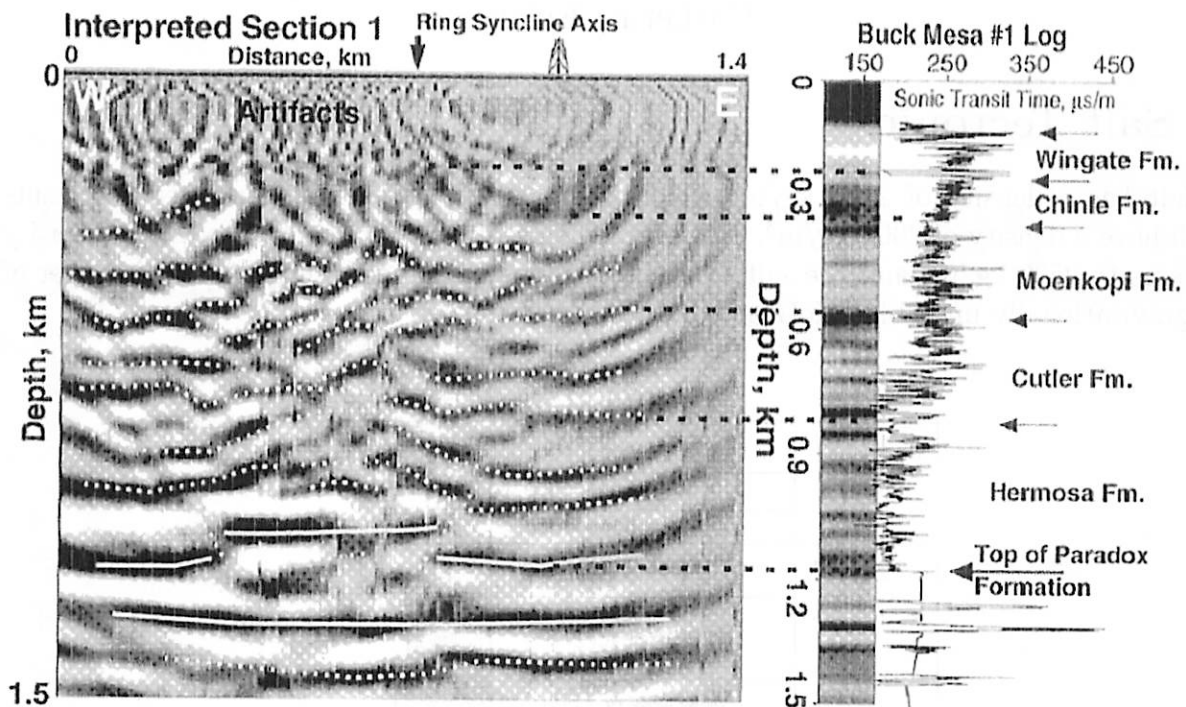 Interpreted Section 1
Ring Syncline Axis
0
Distance, km
1.4
0
W
E
Artifacts
Depth, km
1.5
Buck Mesa #1 Log
150
250
350
450
Sonic Transit Time, µs/m
0
0.3
0.6
0.9
1.2
1.5
Depth, km
Wingate Fm.
Chinle Fm.
Moenkopi Fm.
Cutler Fm.
Hermosa Fm.
Top of Paradox
Formation